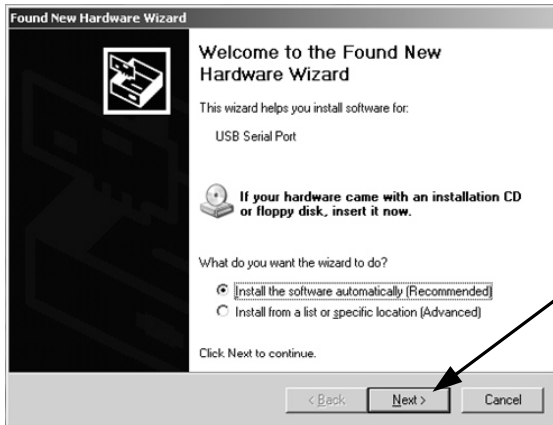 Found New Hardware Wizard
Welcome to the Found New
Hardware Wizard
This wizard helps you install software for:
USB Serial Port
If your hardware came with an installation CD
or floppy disk, insert it now.
What do you want the wizard to do?
Install the software automatically (Recommended)
Install from a list or specific location (Advanced)
Click Next to continue.
< Back Next > Cancel